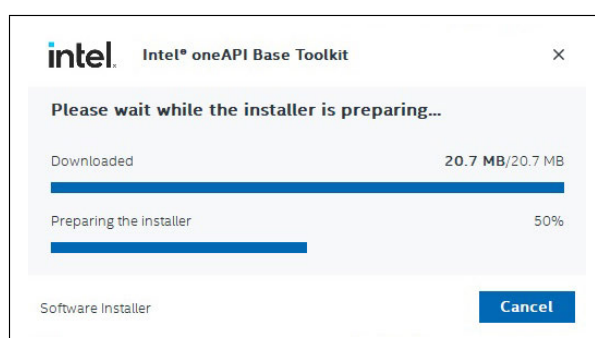 intel. Intel® oneAPI Base Toolkit
Please wait while the installer is preparing...
Downloaded 20.7 MB/20.7 MB
Preparing the installer 50%
Software Installer Cancel